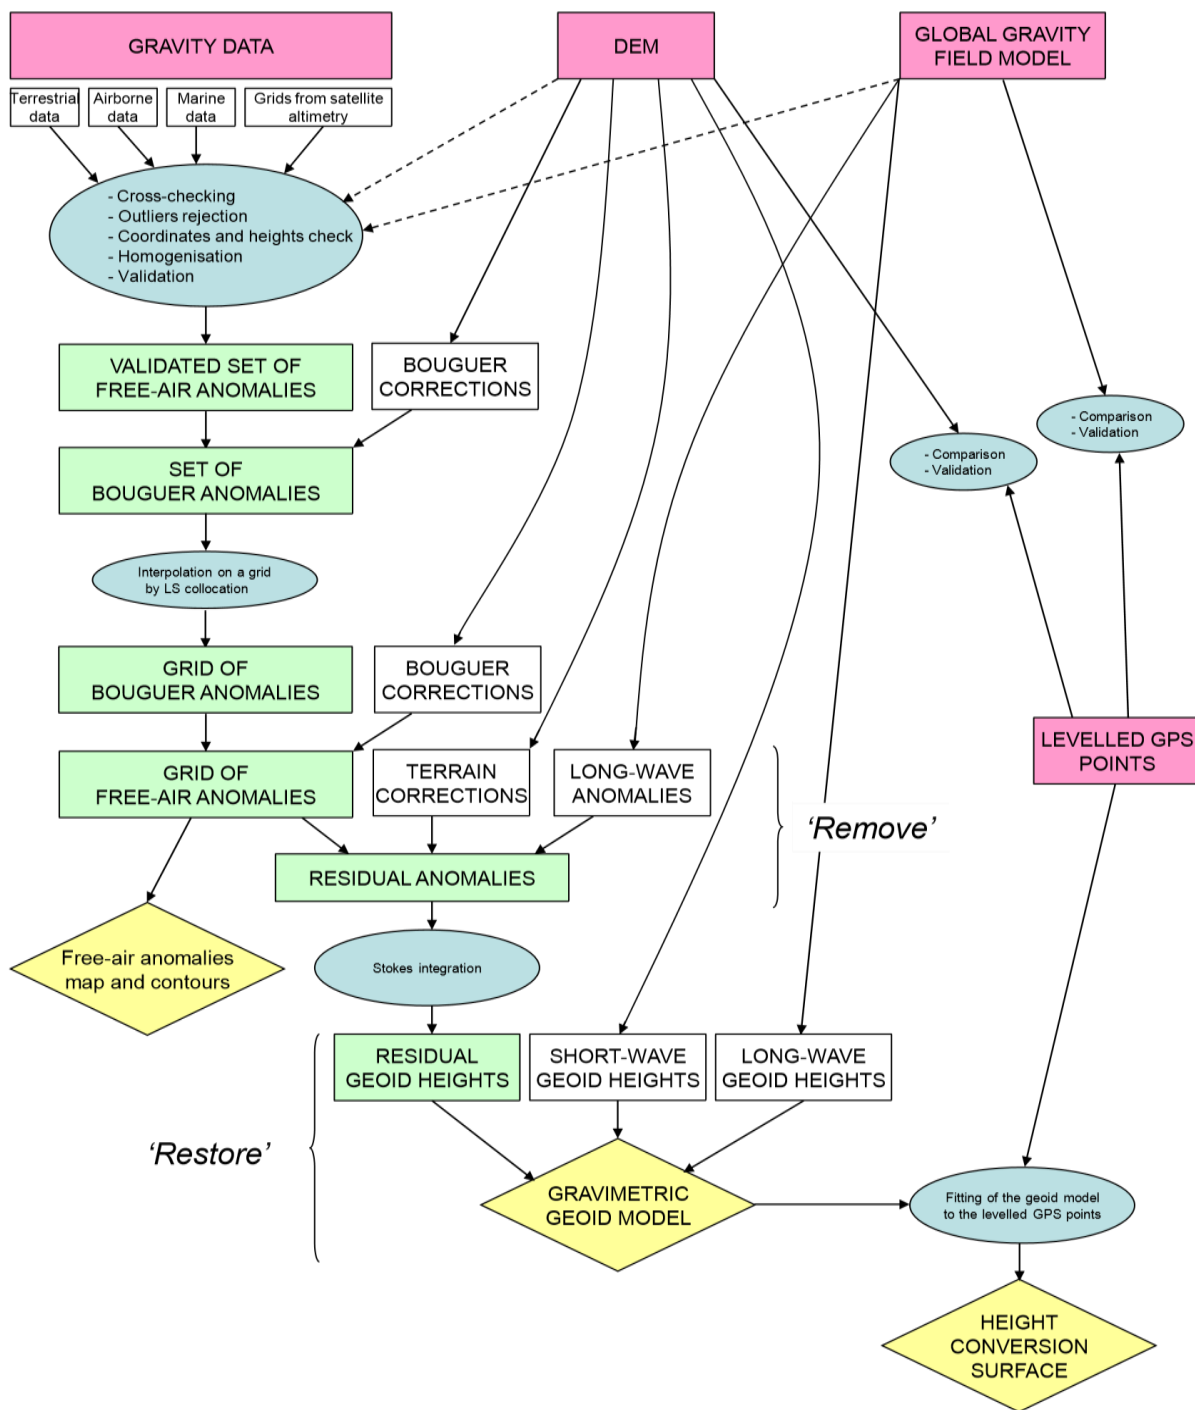 GRAVITY DATA
DEM
GLOBAL GRAVITY
FIELD MODEL
Terrestrial
data
Airborne
data
Marine
data
Grids from satellite
altimetry
- Cross-checking
- Outliers rejection
- Coordinates and heights check
- Homogenisation
- Validation
VALIDATED SET OF
FREE-AIR ANOMALIES
BOUGUER
CORRECTIONS
- Comparison
- Validation
- Comparison
- Validation
SET OF
BOUGUER ANOMALIES
Interpolation on a grid
by LS collocation
GRID OF
BOUGUER ANOMALIES
BOUGUER
CORRECTIONS
LEVELLED GPS
POINTS
GRID OF
FREE-AIR ANOMALIES
TERRAIN
CORRECTIONS
LONG-WAVE
ANOMALIES
‘Remove’
RESIDUAL ANOMALIES
Free-air anomalies
map and contours
Stokes integration
RESIDUAL
GEOID HEIGHTS
SHORT-WAVE
GEOID HEIGHTS
LONG-WAVE
GEOID HEIGHTS
‘Restore’
GRAVIMETRIC
GEOID MODEL
Fitting of the geoid model
to the levelled GPS points
HEIGHT
CONVERSION
SURFACE